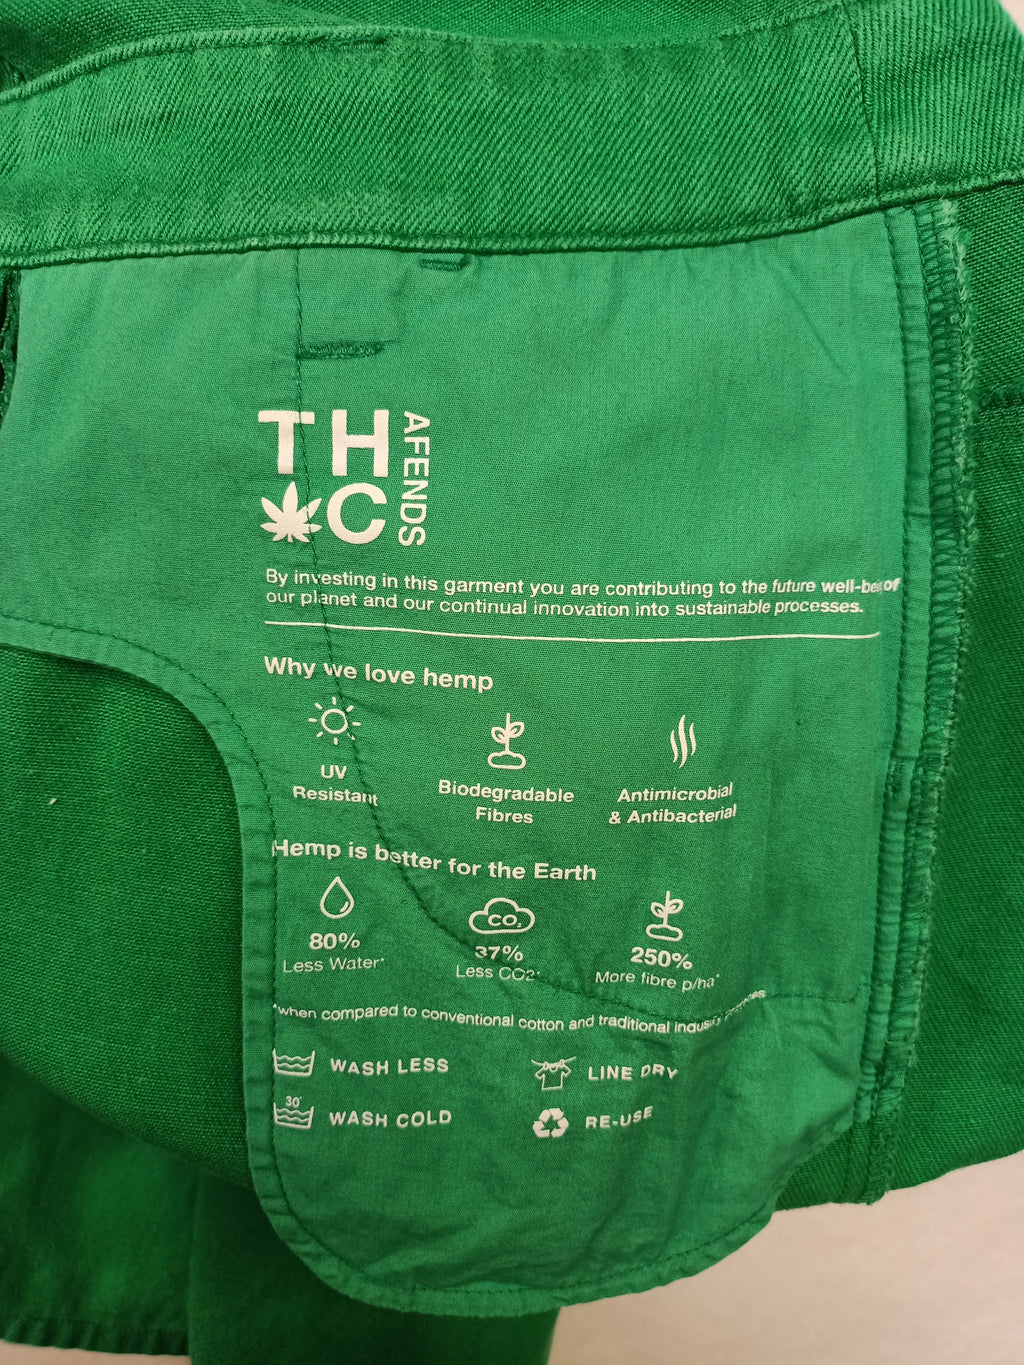 TH
C
AFENDS
By investing in this garment you are contributing to the future well-being of
our planet and our continual innovation into sustainable processes.
Why we love hemp
UV
Resistant
Biodegradable
Fibres
Antimicrobial
& Antibacterial
Hemp is better for the Earth
80%
Less Water*
CO2
37%
Less CO2*
250%
More fibre p/ha*
*when compared to conventional cotton and traditional industry
WASH LESS
LINE DRY
30°
WASH COLD
RE-USE